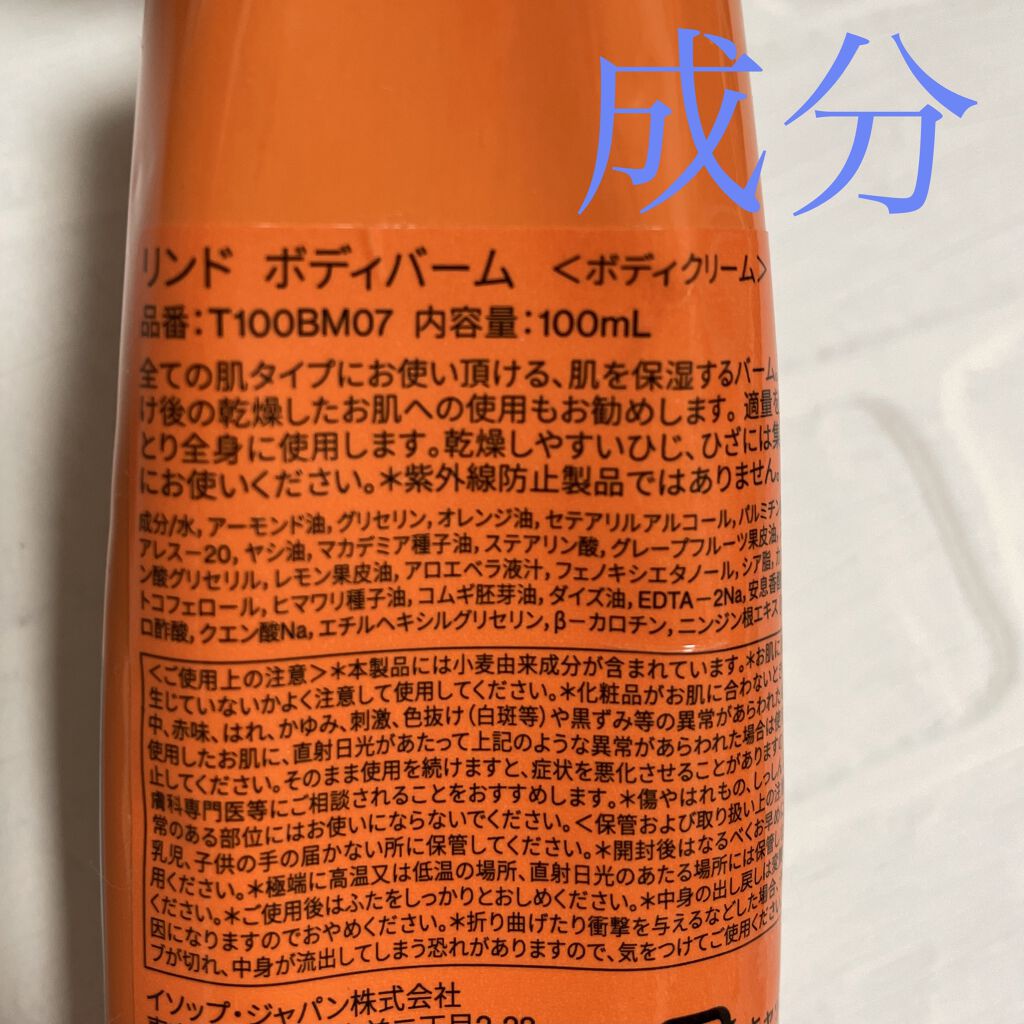 成分
リンド ボディバーム <ボディクリーム>
品番:T100BM07 内容量:100mL
全ての肌タイプにお使い頂ける、肌を保湿するバーム。
け後の乾燥したお肌への使用もお勧めします。適量を
とり全身に使用します。乾燥しやすいひじ、ひざには集
にお使いください。*紫外線防止製品ではありません。
成分/水, アーモンド油, グリセリン, オレンジ油, セテアリルアルコール, パルミチン
アレス-20, ヤシ油, マカデミア種子油, ステアリン酸, グレープフルーツ果皮油,
ン酸グリセリル, レモン果皮油, アロエベラ液汁, フェノキシエタノール, シア脂, カ
トコフェロール, ヒマワリ種子油, コムギ胚芽油, ダイズ油, EDTA-2Na, 安息香
ロ酢酸, クエン酸Na, エチルヘキシルグリセリン, β-カロチン, ニンジン根エキス
<ご使用上の注意>*本製品には小麦由来成分が含まれています。*お肌に
生じていないかよく注意して使用してください。*化粧品がお肌に合わないとき
中、赤味、はれ、かゆみ、刺激、色抜け(白斑等)や黒ずみ等の異常があらわれた
使用したお肌に、直射日光があたって上記のような異常があらわれた場合は使
止してください。そのまま使用を続けますと、症状を悪化させることがありますの
膚科専門医等にご相談されることをおすすめします。*傷やはれもの、しっしん
常のある部位にはお使いにならないでください。<保管および取り扱い上の注
乳児、子供の手の届かない所に保管してください。*開封後はなるべくお早め
用ください。*極端に高温又は低温の場所、直射日光のあたる場所には保管し
ください。*ご使用後はふたをしっかりとおしめください。*中身の出し戻しは変
因になりますのでおやめください。*折り曲げたり衝撃を与えるなどした場合、
ブが切れ、中身が流出してしまう恐れがありますので、気をつけてご使用ください
イソップ・ジャパン株式会社